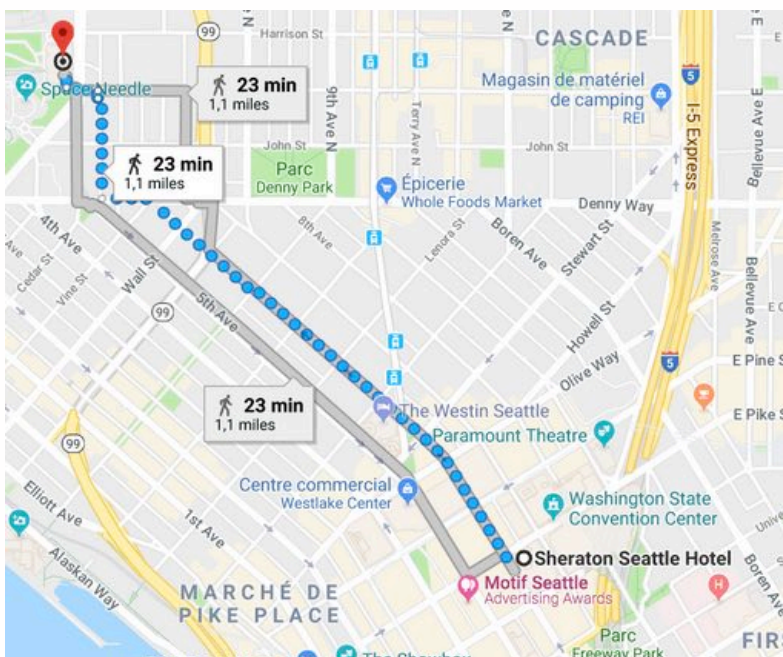 99
Harrison St
CASCADE
5
Bellevue Ave E
23 min
1,1 miles
Space Needle
9th Ave N
Terry Ave N
Magasin de matériel
de camping
REI
I-5 Express
John St
John St
23 min
1,1 miles
Parc
Denny Park
Épicerie
Whole Foods Market
Denny Way
4th Ave
Cedar St
Vine St
Wall St
8th Ave
Lenora St
Boren Ave
Stewart St
Melrose Ave
Bellevue Ave
99
5th Ave
Howell St
Olive Way
5
E Pine S
E Pike S
23 min
1,1 miles
The Westin Seattle
Paramount Theatre
99
Centre commercial
Westlake Center
Washington State
Convention Center
Elliott Ave
1st Ave
Alaskan Way
Sheraton Seattle Hotel
Motif Seattle
Advertising Awards
MARCHÉ DE
PIKE PLACE
Boren Av
Parc
Freeway Park
FIRS
The Showbox